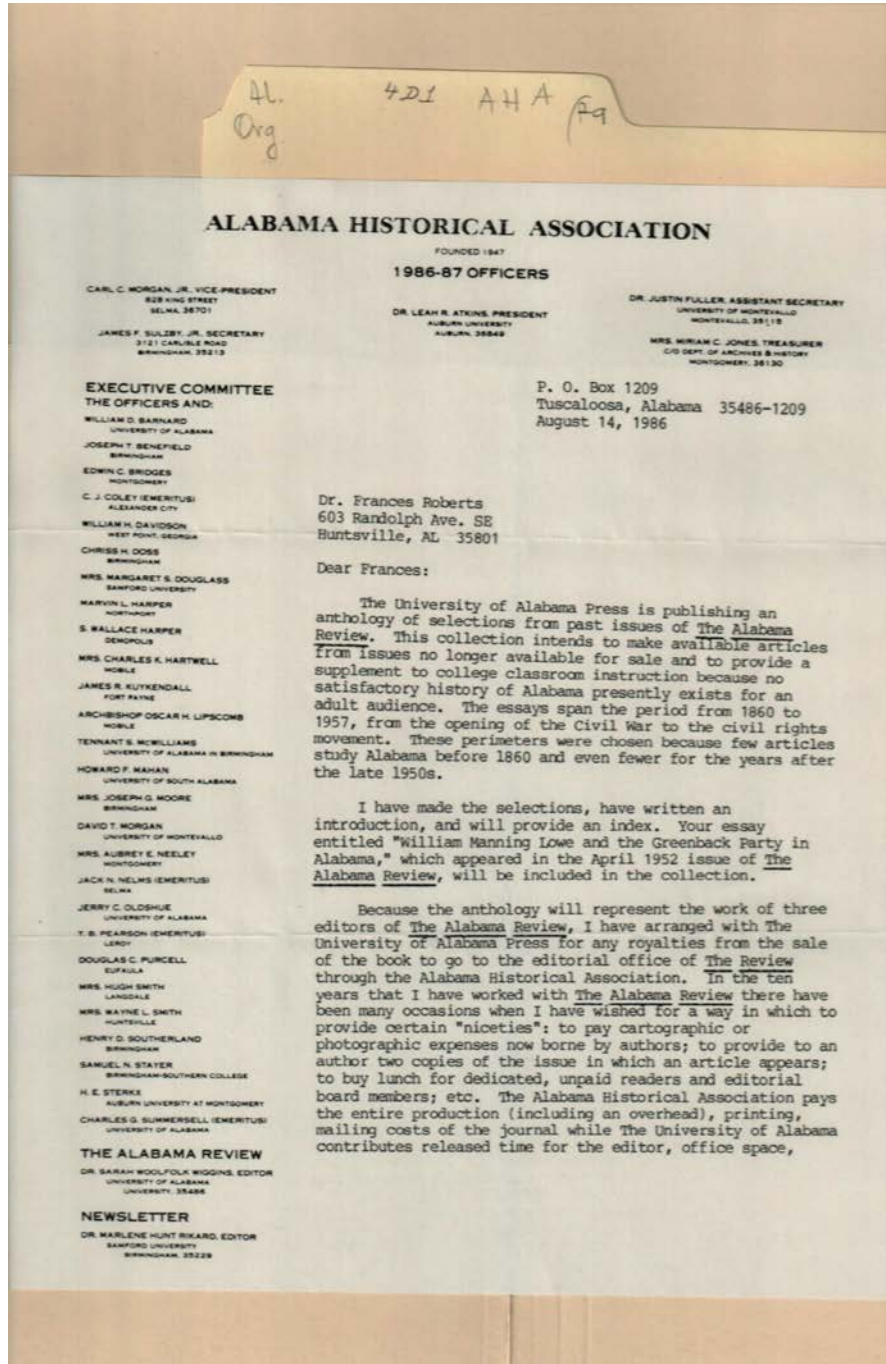 AL. 4D1 AHA
Org
ALABAMA HISTORICAL ASSOCIATION
FOUNDED 1947
1986-87 OFFICERS
CARL C. MORGAN, JR., VICE-PRESIDENT
828 KING STREET
SELMA, 36701
JAMES F. SULZBY, JR. SECRETARY
3121 CARLISLE ROAD
BIRMINGHAM, 35213
DR. LEAH R. ATKINS, PRESIDENT
AUBURN UNIVERSITY
AUBURN, 36849
DR. JUSTIN FULLER, ASSISTANT SECRETARY
UNIVERSITY OF MONTEVALLO
MONTEVALLO, 35115
MRS. MIRIAM C. JONES, TREASURER
C/O DEPT. OF ARCHIVES & HISTORY
MONTGOMERY, 36130
EXECUTIVE COMMITTEE
THE OFFICERS AND:
WILLIAM D. BARNARD
UNIVERSITY OF ALABAMA
JOSEPH T. BENEFIELD
BIRMINGHAM
EDWIN C. BRIDGES
MONTGOMERY
C. J. COLEY (EMERITUS)
ALEXANDER CITY
WILLIAM H. DAVIDSON
WEST POINT, GEORGIA
CHRISS H. DOSS
BIRMINGHAM
MRS. MARGARET S. DOUGLASS
SAMFORD UNIVERSITY
MARVIN L. HARPER
NORTHPORT
S. WALLACE HARPER
DEMOPOLIS
MRS. CHARLES K. HARTWELL
MOBILE
JAMES R. KUYKENDALL
FORT PAYNE
ARCHBISHOP OSCAR H. LIPSCOMB
MOBILE
TENNANT S. MCWILLIAMS
UNIVERSITY OF ALABAMA IN BIRMINGHAM
HOWARD F. MAHAN
UNIVERSITY OF SOUTH ALABAMA
MRS. JOSEPH G. MOORE
BIRMINGHAM
DAVID T. MORGAN
UNIVERSITY OF MONTEVALLO
MRS. AUBREY E. NEELEY
MONTGOMERY
JACK N. NELMS (EMERITUS)
SELMA
JERRY C. OLDSHUE
UNIVERSITY OF ALABAMA
T. B. PEARSON (EMERITUS)
LEROY
DOUGLAS C. PURCELL
EUFAULA
MRS. HUGH SMITH
LANGDALE
MRS. WAYNE L. SMITH
HUNTSVILLE
HENRY D. SOUTHERLAND
BIRMINGHAM
SAMUEL N. STAYER
BIRMINGHAM-SOUTHERN COLLEGE
H. E. STERKX
AUBURN UNIVERSITY AT MONTGOMERY
CHARLES G. SUMMERSELL (EMERITUS)
UNIVERSITY OF ALABAMA
THE ALABAMA REVIEW
DR. SARAH WOOLFOLK WIGGINS, EDITOR
UNIVERSITY OF ALABAMA
UNIVERSITY, 35486
NEWSLETTER
DR. MARLENE HUNT RIKARD, EDITOR
SAMFORD UNIVERSITY
BIRMINGHAM, 35229
P. O. Box 1209
Tuscaloosa, Alabama 35486-1209
August 14, 1986
Dr. Frances Roberts
603 Randolph Ave. SE
Huntsville, AL 35801
Dear Frances:
The University of Alabama Press is publishing an
anthology of selections from past issues of The Alabama
Review. This collection intends to make available articles
from issues no longer available for sale and to provide a
supplement to college classroom instruction because no
satisfactory history of Alabama presently exists for an
adult audience. The essays span the period from 1860 to
1957, from the opening of the Civil War to the civil rights
movement. These perimeters were chosen because few articles
study Alabama before 1860 and even fewer for the years after
the late 1950s.
I have made the selections, have written an
introduction, and will provide an index. Your essay
entitled "William Manning Lowe and the Greenback Party in
Alabama," which appeared in the April 1952 issue of The
Alabama Review, will be included in the collection.
Because the anthology will represent the work of three
editors of The Alabama Review, I have arranged with The
University of Alabama Press for any royalties from the sale
of the book to go to the editorial office of The Review
through the Alabama Historical Association. In the ten
years that I have worked with The Alabama Review there have
been many occasions when I have wished for a way in which to
provide certain "niceties": to pay cartographic or
photographic expenses now borne by authors; to provide to an
author two copies of the issue in which an article appears;
to buy lunch for dedicated, unpaid readers and editorial
board members; etc. The Alabama Historical Association pays
the entire production (including an overhead), printing,
mailing costs of the journal while The University of Alabama
contributes released time for the editor, office space,